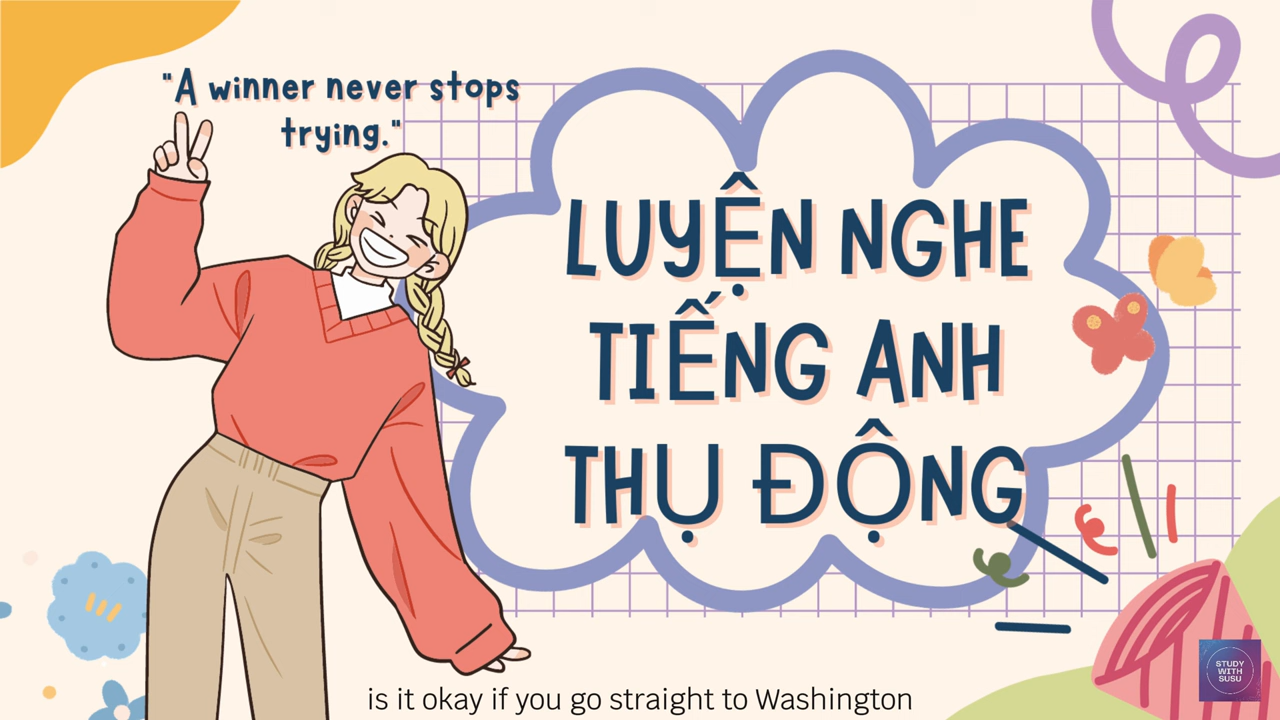 "A winner never stops
trying."
LUYỆN NGHE
TIẾNG ANH
THỤ ĐỘNG
STUDY
WITH
SUSU
is it okay if you go straight to Washington